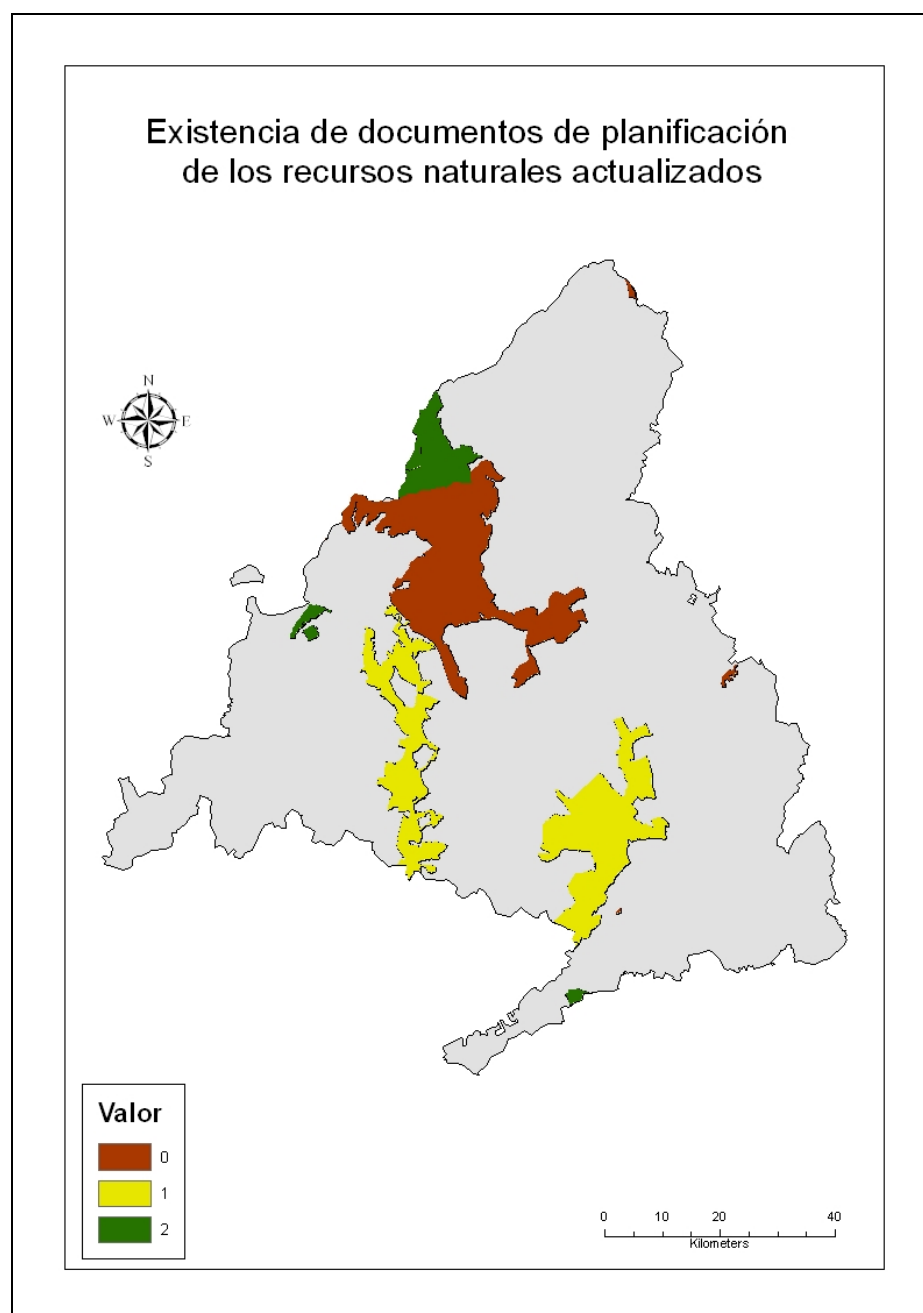 Existencia de documentos de planificación
de los recursos naturales actualizados
N
W E
S
Valor
0
1
2
0 10 20 40
Kilometers